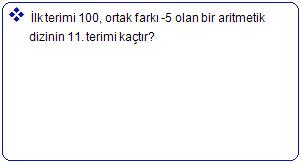 ❖ İlk terimi 100, ortak farkı -5 olan bir aritmetik
dizinin 11. terimi kaçtır?